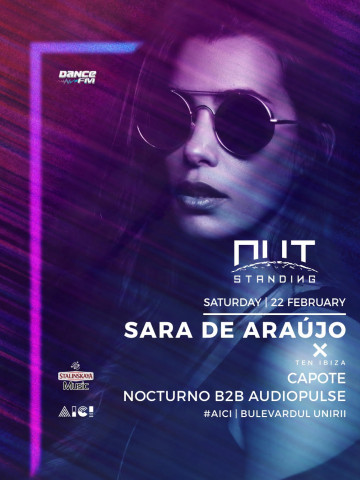 DANCE
FM
OUT
STANDING
SATURDAY | 22 FEBRUARY
SARA DE ARAÚJO
X
TEN IBIZA
CAPOTE
NOCTURNO B2B AUDIOPULSE
#AICI | BULEVARDUL UNIRII
STALINSKAYA
Music
AICI